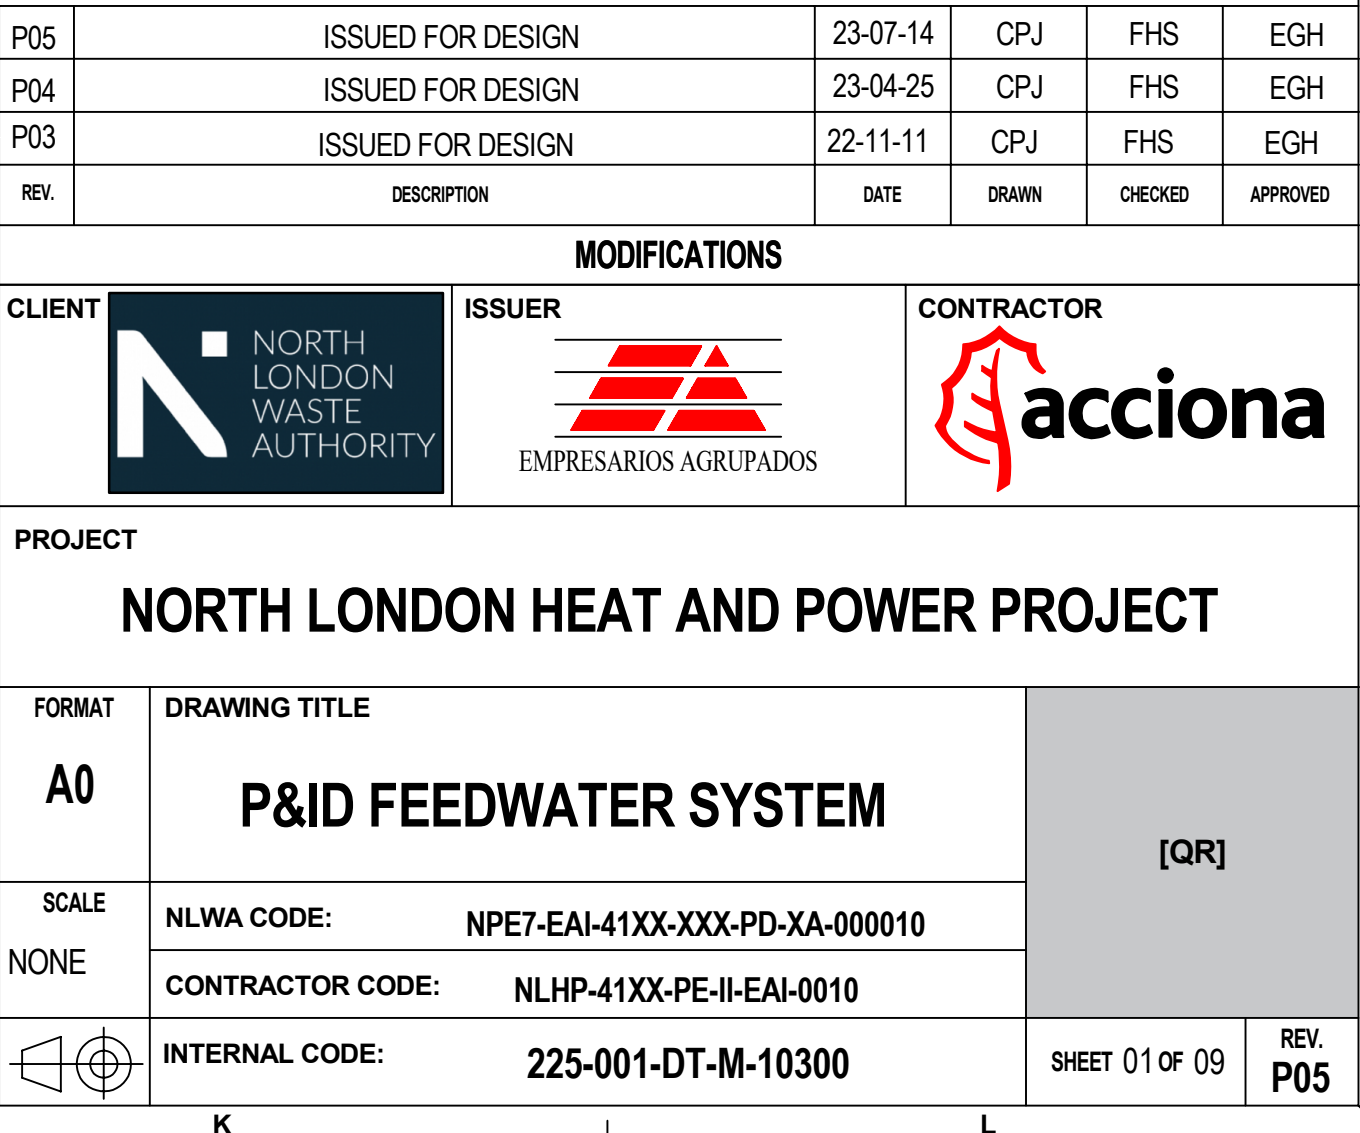 P05 ISSUED FOR DESIGN 23-07-14 CPJ FHS EGH
P04 ISSUED FOR DESIGN 23-04-25 CPJ FHS EGH
P03 ISSUED FOR DESIGN 22-11-11 CPJ FHS EGH
REV. DESCRIPTION DATE DRAWN CHECKED APPROVED
MODIFICATIONS
CLIENT
NORTH
LONDON
WASTE
AUTHORITY
ISSUER
EMPRESARIOS AGRUPADOS
CONTRACTOR
acciona
PROJECT
NORTH LONDON HEAT AND POWER PROJECT
FORMAT
A0
DRAWING TITLE
P&ID FEEDWATER SYSTEM
[QR]
SCALE
NONE
NLWA CODE: NPE7-EAI-41XX-XXX-PD-XA-000010
CONTRACTOR CODE: NLHP-41XX-PE-II-EAI-0010
INTERNAL CODE: 225-001-DT-M-10300
SHEET 01 OF 09
REV.
P05
K L